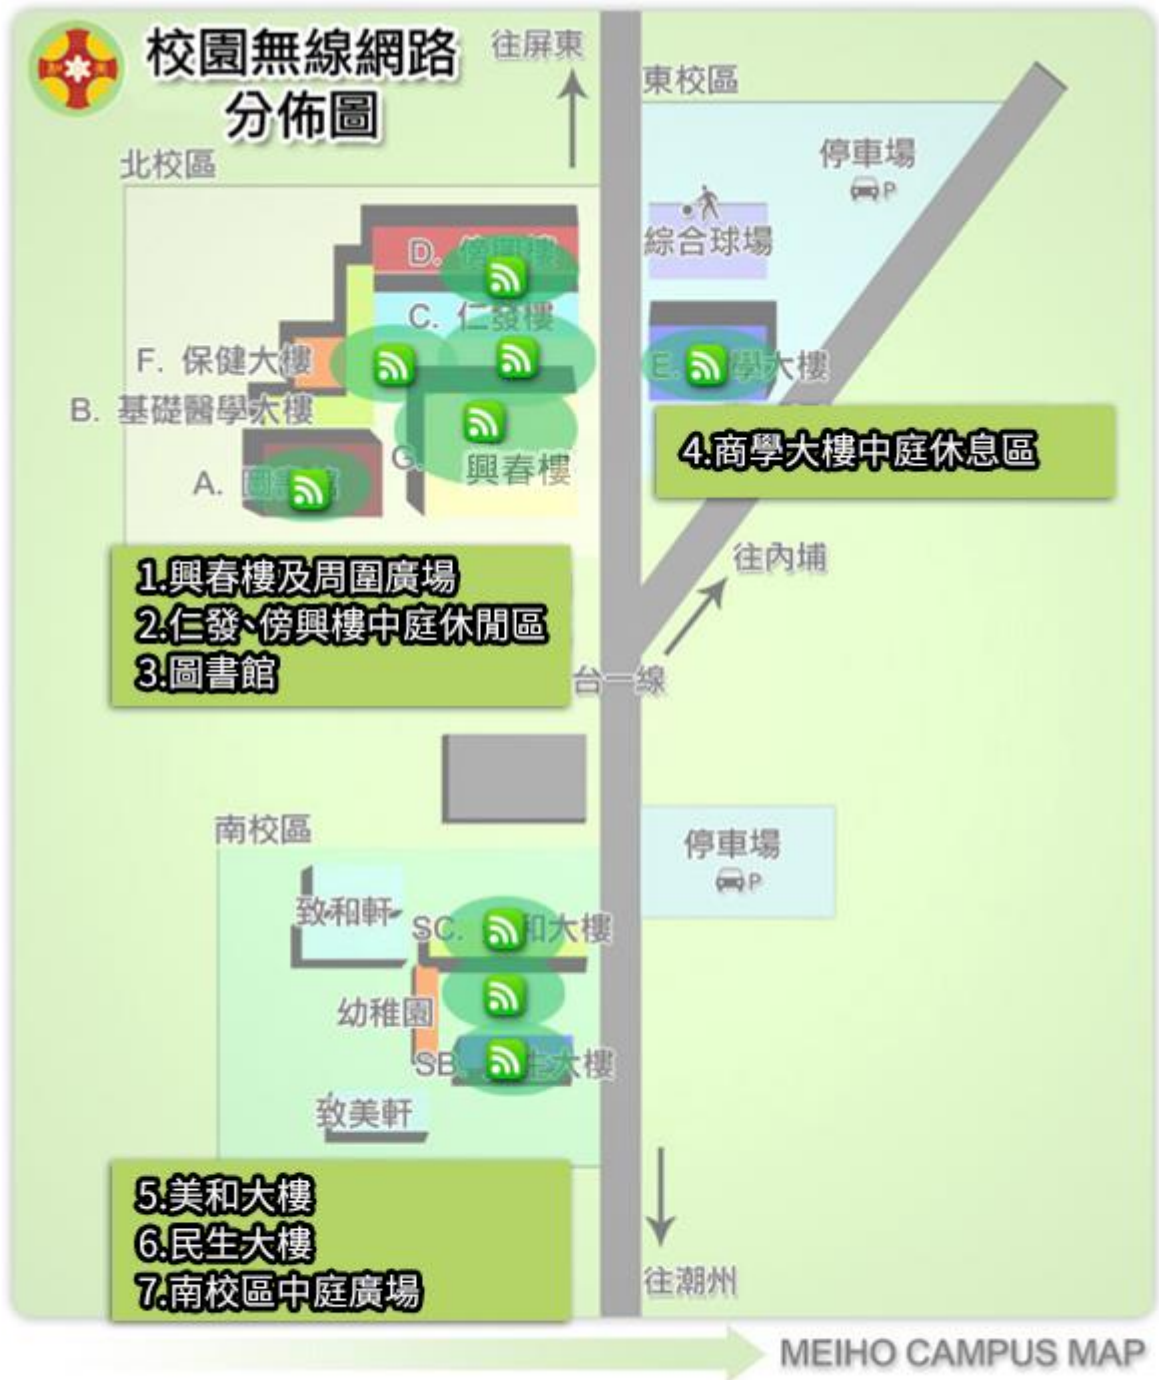 校園無線網路
分佈圖
往屏東
東校區
停車場
P
北校區
綜合球場
D. 傍興樓
C. 仁發樓
F. 保健大樓
E. 學大樓
B. 基礎醫學大樓
G. 興春樓
A. 圖書館
4.商學大樓中庭休息區
1.興春樓及周圍廣場
2.仁發、傍興樓中庭休閒區
3.圖書館
往內埔
台一線
南校區
停車場
P
致和軒
SC. 和大樓
幼稚園
SB. 生大樓
致美軒
5.美和大樓
6.民生大樓
7.南校區中庭廣場
往潮州
MEIHO CAMPUS MAP